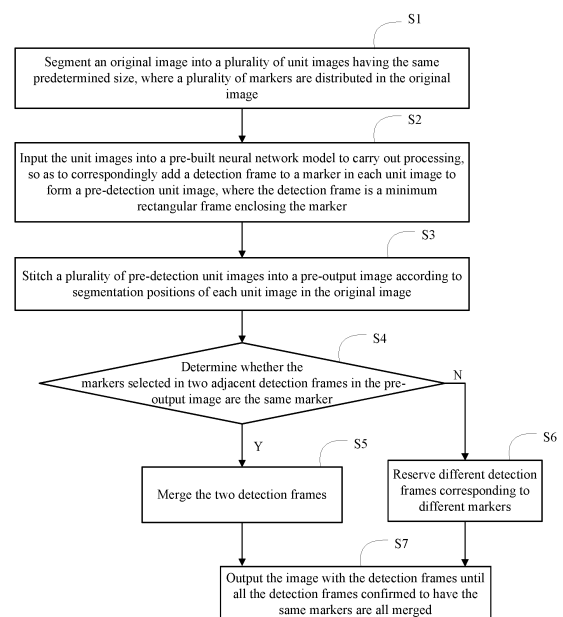 S1
Segment an original image into a plurality of unit images having the same
predetermined size, where a plurality of markers are distributed in the original
image
S2
Input the unit images into a pre-built neural network model to carry out processing,
so as to correspondingly add a detection frame to a marker in each unit image to
form a pre-detection unit image, where the detection frame is a minimum
rectangular frame enclosing the marker
S3
Stitch a plurality of pre-detection unit images into a pre-output image according to
segmentation positions of each unit image in the original image
S4
Determine whether the
markers selected in two adjacent detection frames in the pre-
output image are the same marker
N
Y
S5
Merge the two detection frames
S6
Reserve different detection
frames corresponding to
different markers
S7
Output the image with the detection frames until
all the detection frames confirmed to have the
same markers are all merged